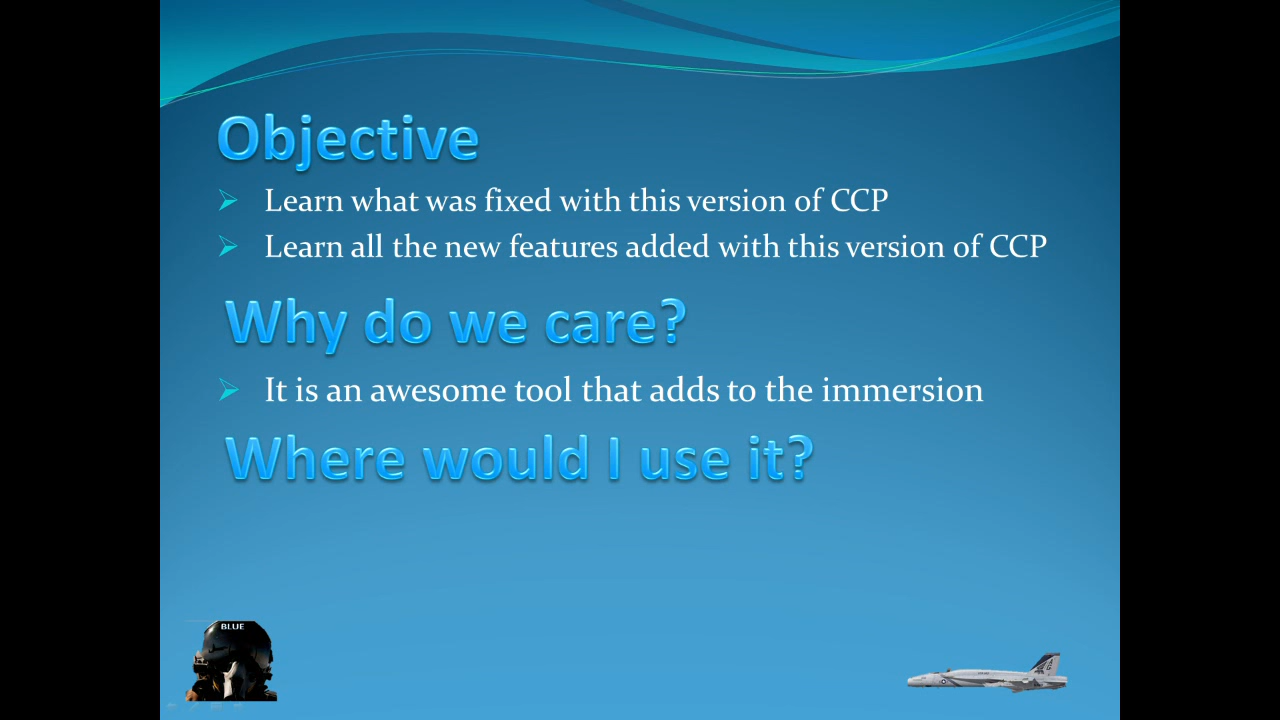 Objective
Learn what was fixed with this version of CCP
Learn all the new features added with this version of CCP
Why do we care?
It is an awesome tool that adds to the immersion
Where would I use it?
BLUE